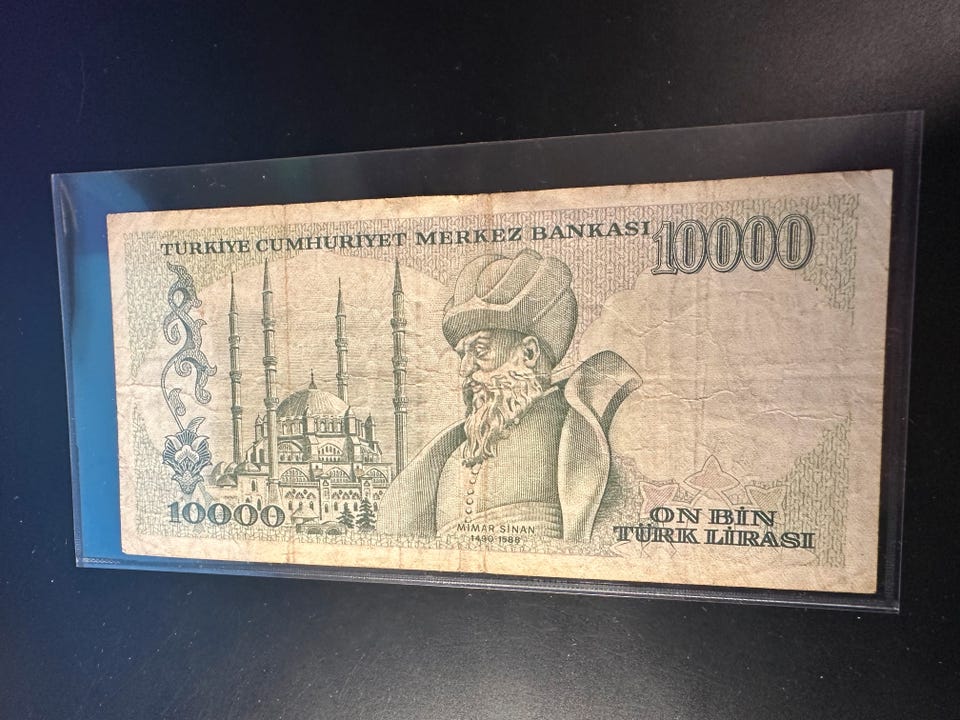 TÜRKİYE CUMHURİYET MERKEZ BANKASI
10000
10000
MİMAR SİNAN
1490-1588
ON BİN
TÜRK LİRASI